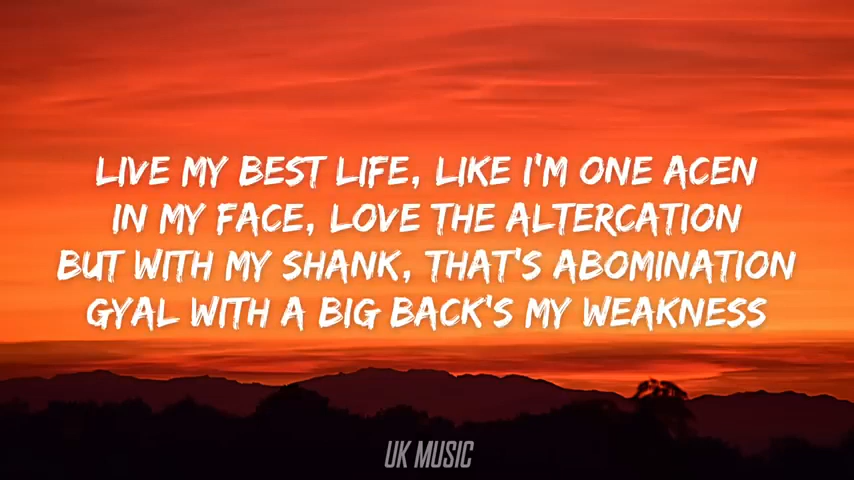 LIVE MY BEST LIFE, LIKE I'M ONE ACEN
IN MY FACE, LOVE THE ALTERCATION
BUT WITH MY SHANK, THAT'S ABOMINATION
GYAL WITH A BIG BACK'S MY WEAKNESS
UK MUSIC